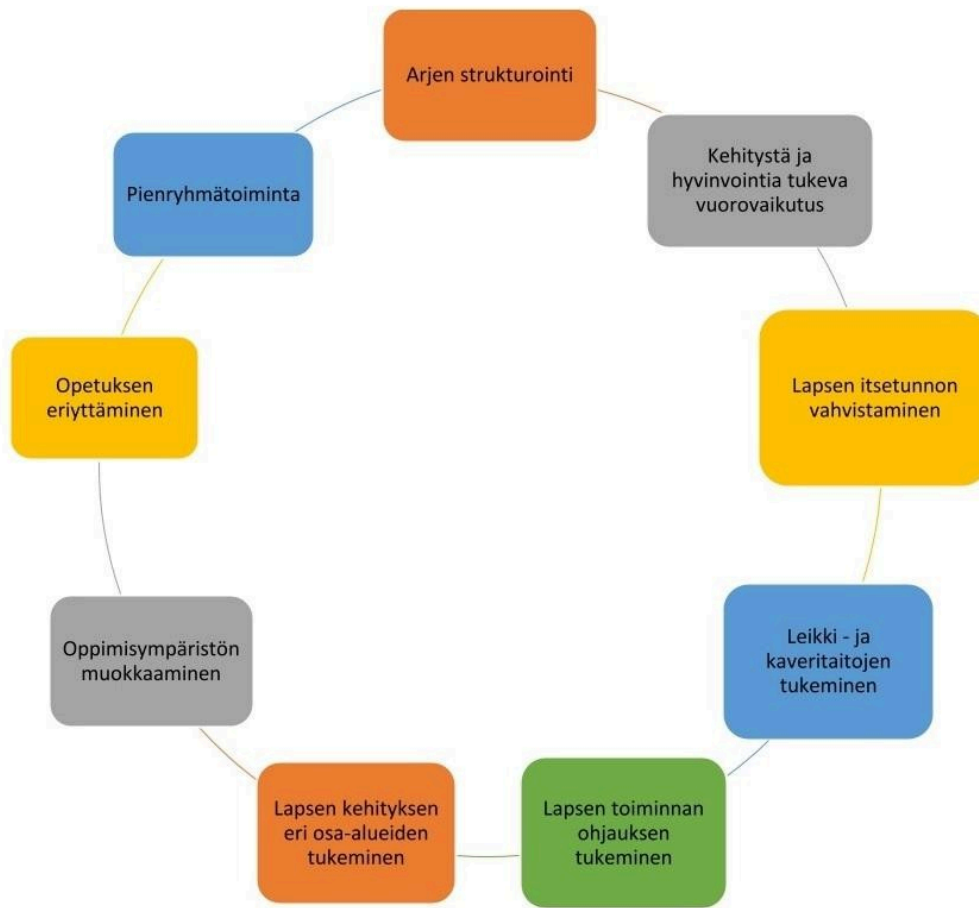 Arjen strukturointi
Kehitystä ja
hyvinvointia tukeva
vuorovaikutus
Lapsen itsetunnon
vahvistaminen
Leikki - ja
kaveritaitojen
tukeminen
Lapsen toiminnan
ohjauksen
tukeminen
Lapsen kehityksen
eri osa-alueiden
tukeminen
Oppimisympäristön
muokkaaminen
Opetuksen
eriyttäminen
Pienryhmätoiminta